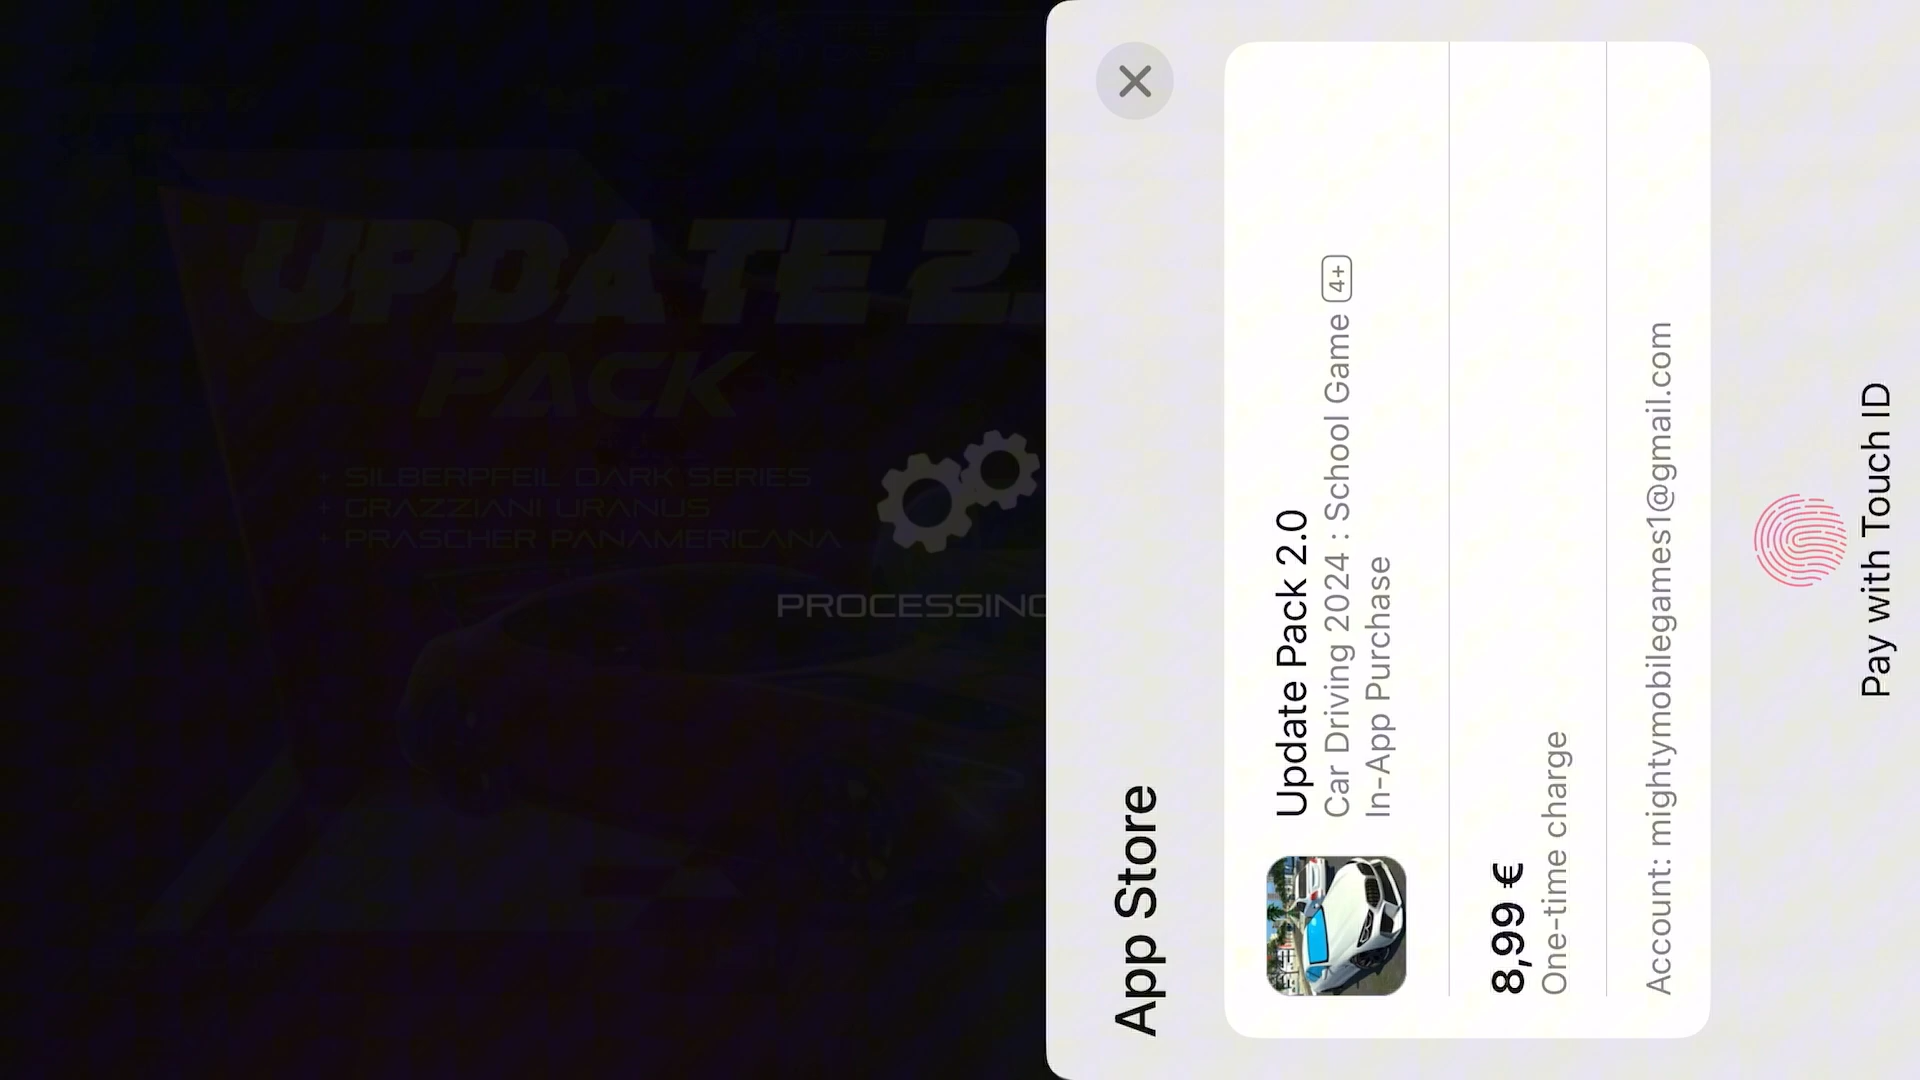 UPDATE 2.
PACK
+ SILBERPFEIL DARK SERIES
+ GRAZZIANI URANUS
+ PRASCHER PANAMERICANA
PROCESSING
App Store
Update Pack 2.0
Car Driving 2024 : School Game 4+
In-App Purchase
8,99 €
One-time charge
Account: mightymobilegames1@gmail.com
Pay with Touch ID